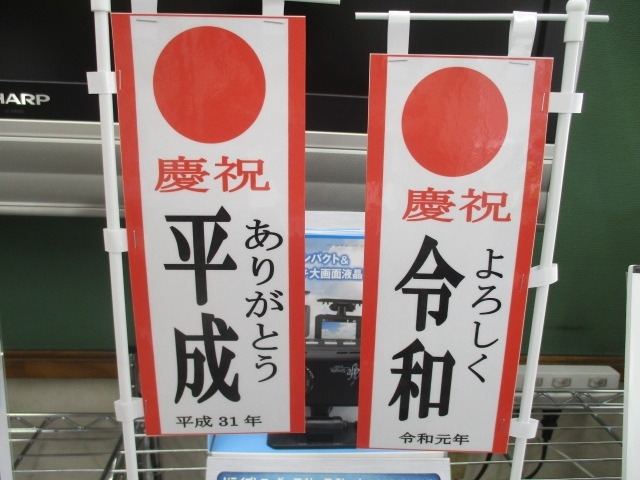 SHARP
慶祝
平成
ありがとう
平成31年
慶祝
令和
よろしく
令和元年
パクト&
大画面液晶